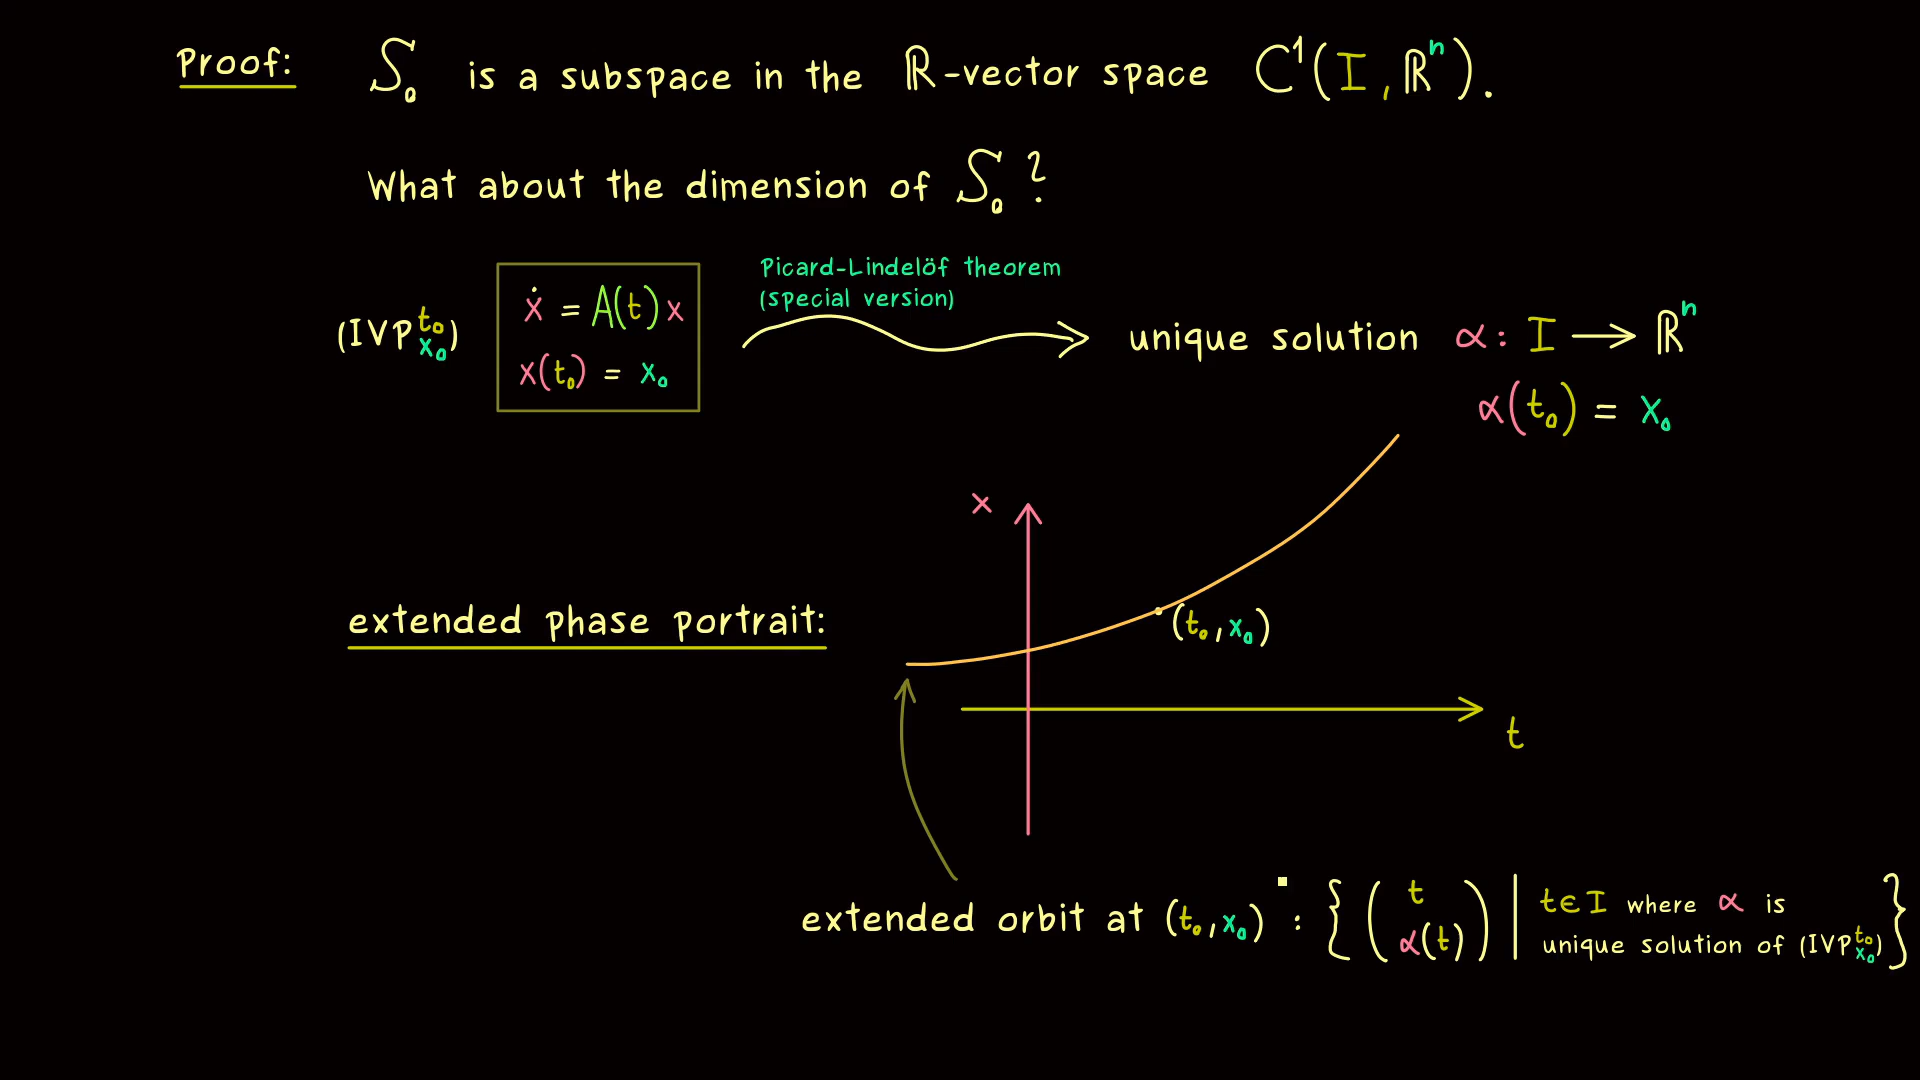 Proof: S₀ is a subspace in the ℝ-vector space C¹(I, ℝⁿ).
What about the dimension of S₀?
Picard-Lindelöf theorem
(special version)
(IVP^{t₀}_{x₀}) ẋ = A(t)x
x(t₀) = x₀
unique solution α: I ⟶ ℝⁿ
α(t₀) = x₀
x
extended phase portrait:
(t₀, x₀)
t
extended orbit at (t₀, x₀) : { ( t α(t) ) | t ∈ I where α is
unique solution of (IVP^{t₀}_{x₀}) }